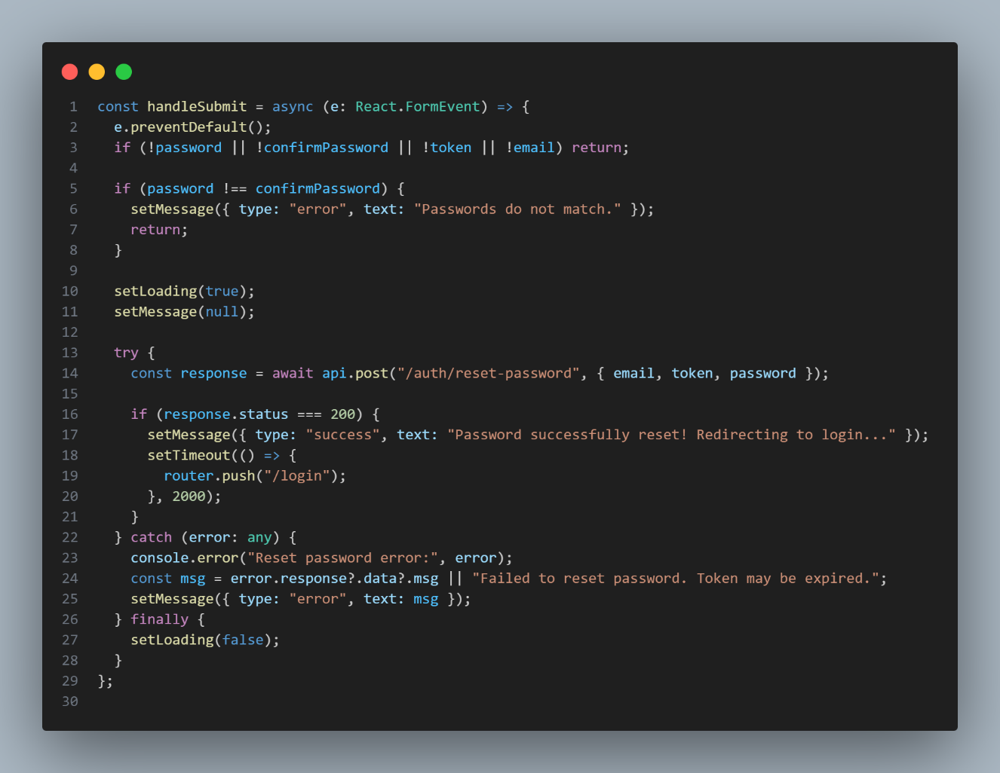 1 const handleSubmit = async (e: React.FormEvent) => {
2   e.preventDefault();
3   if (!password || !confirmPassword || !token || !email) return;
4
5   if (password !== confirmPassword) {
6     setMessage({ type: "error", text: "Passwords do not match." });
7     return;
8   }
9
10   setLoading(true);
11   setMessage(null);
12
13   try {
14     const response = await api.post("/auth/reset-password", { email, token, password });
15
16     if (response.status === 200) {
17       setMessage({ type: "success", text: "Password successfully reset! Redirecting to login..." });
18       setTimeout(() => {
19         router.push("/login");
20       }, 2000);
21     }
22   } catch (error: any) {
23     console.error("Reset password error:", error);
24     const msg = error.response?.data?.msg || "Failed to reset password. Token may be expired.";
25     setMessage({ type: "error", text: msg });
26   } finally {
27     setLoading(false);
28   }
29 };
30